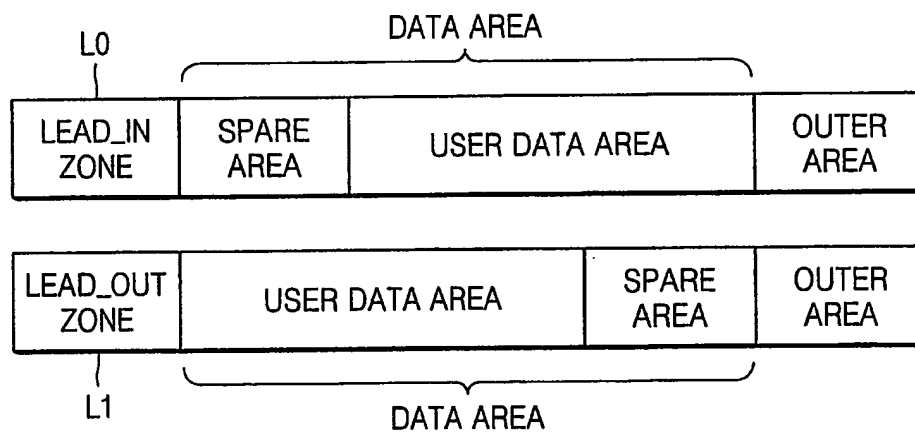 DATA AREA
L0
LEAD_IN
ZONE
SPARE
AREA
USER DATA AREA
OUTER
AREA
LEAD_OUT
ZONE
USER DATA AREA
SPARE
AREA
OUTER
AREA
L1
DATA AREA